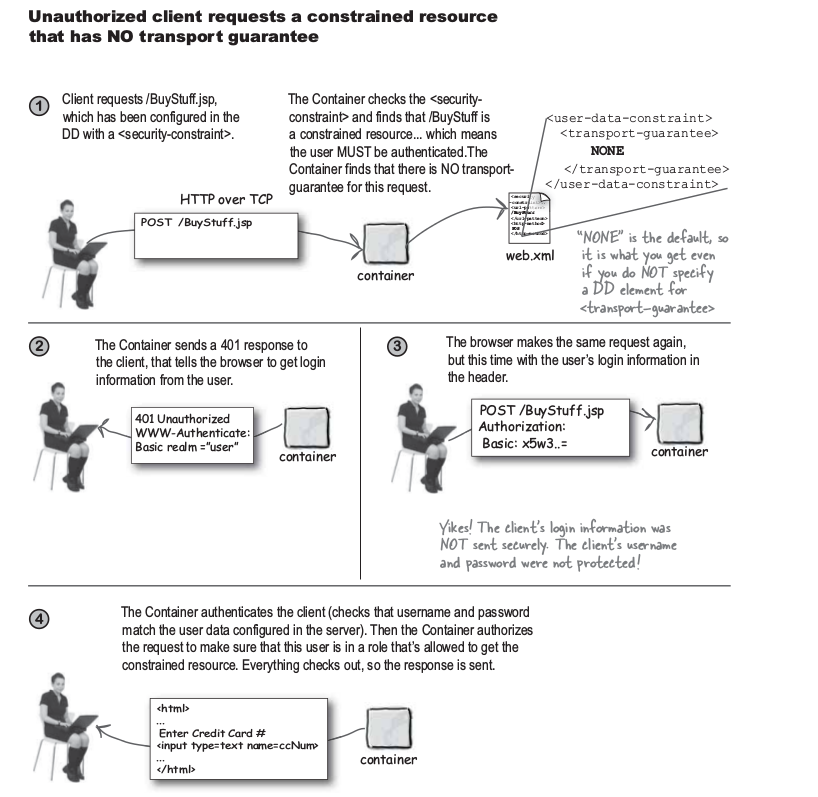 Unauthorized client requests a constrained resource
that has NO transport guarantee
1
Client requests /BuyStuff.jsp,
which has been configured in the
DD with a <security-constraint>.
The Container checks the <security-
constraint> and finds that /BuyStuff is
a constrained resource... which means
the user MUST be authenticated.The
Container finds that there is NO transport-
guarantee for this request.
<user-data-constraint>
<transport-guarantee>
NONE
</transport-guarantee>
</user-data-constraint>
HTTP over TCP
POST /BuyStuff.jsp
container
web.xml
"NONE" is the default, so
it is what you get even
if you do NOT specify
a DD element for
<transport-guarantee>
2
The Container sends a 401 response to
the client, that tells the browser to get login
information from the user.
401 Unauthorized
WWW-Authenticate:
Basic realm ="user"
container
3
The browser makes the same request again,
but this time with the user's login information in
the header.
POST /BuyStuff.jsp
Authorization:
Basic: x5w3..=
container
Yikes! The client's login information was
NOT sent securely. The client's username
and password were not protected!
4
The Container authenticates the client (checks that username and password
match the user data configured in the server). Then the Container authorizes
the request to make sure that this user is in a role that's allowed to get the
constrained resource. Everything checks out, so the response is sent.
<html>
...
Enter Credit Card #
<input type=text name=ccNum>
...
</html>
container